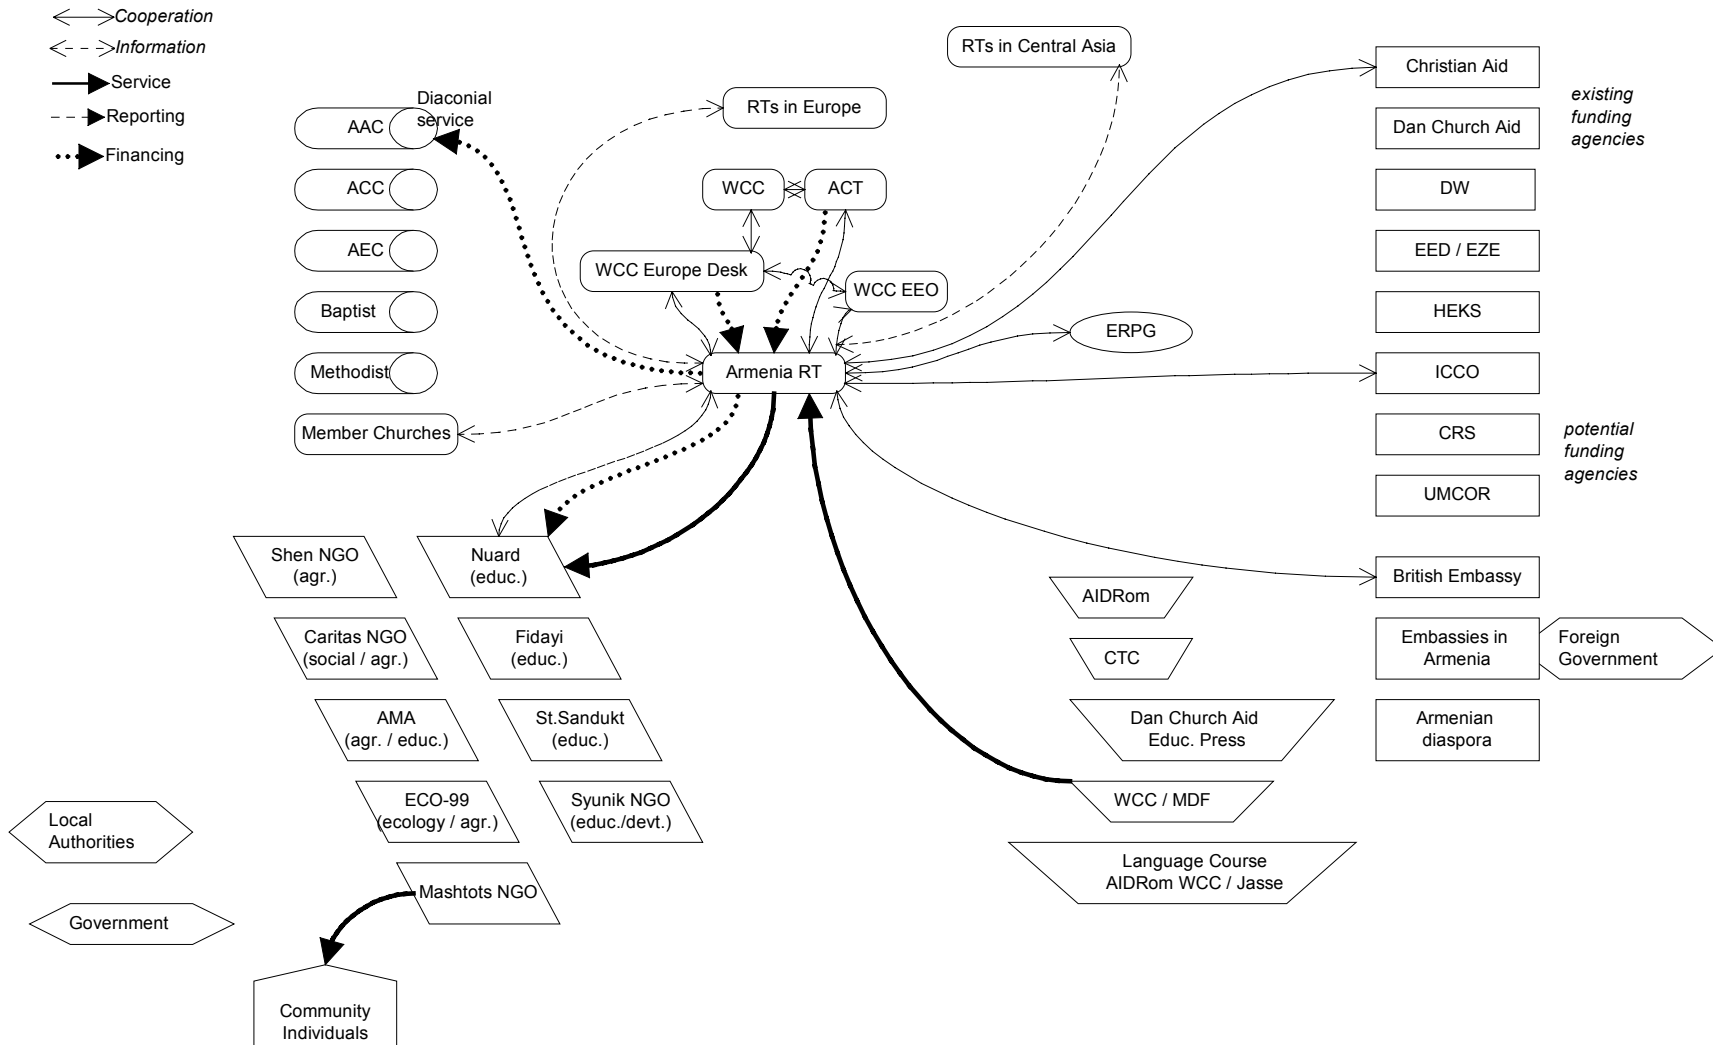 Cooperation
Information
Service
Reporting
Financing
Diaconial
service
AAC
ACC
AEC
Baptist
Methodist
Member Churches
RTs in Europe
RTs in Central Asia
WCC
ACT
WCC Europe Desk
WCC EEO
Armenia RT
ERPG
Christian Aid
Dan Church Aid
DW
EED / EZE
HEKS
ICCO
CRS
UMCOR
British Embassy
Embassies in
Armenia
Armenian
diaspora
existing
funding
agencies
potential
funding
agencies
Foreign
Government
Shen NGO
(agr.)
Nuard
(educ.)
Caritas NGO
(social / agr.)
Fidayi
(educ.)
AMA
(agr. / educ.)
St.Sandukt
(educ.)
ECO-99
(ecology / agr.)
Syunik NGO
(educ./devt.)
Mashtots NGO
AIDRom
CTC
Dan Church Aid
Educ. Press
WCC / MDF
Language Course
AIDRom WCC / Jasse
Local
Authorities
Government
Community
Individuals